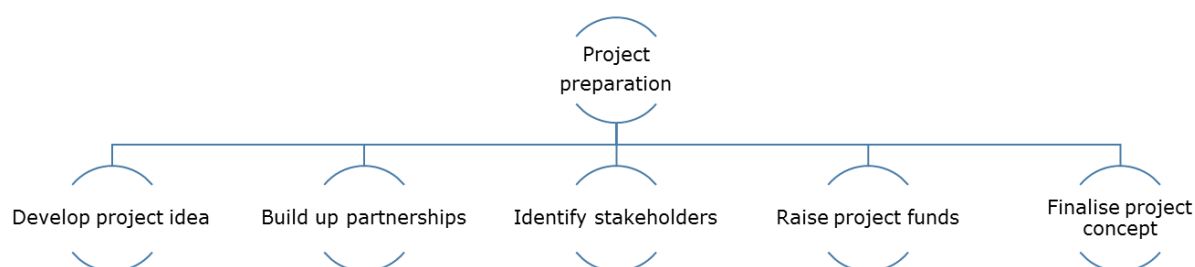 Project
preparation
Develop project idea
Build up partnerships
Identify stakeholders
Raise project funds
Finalise project
concept